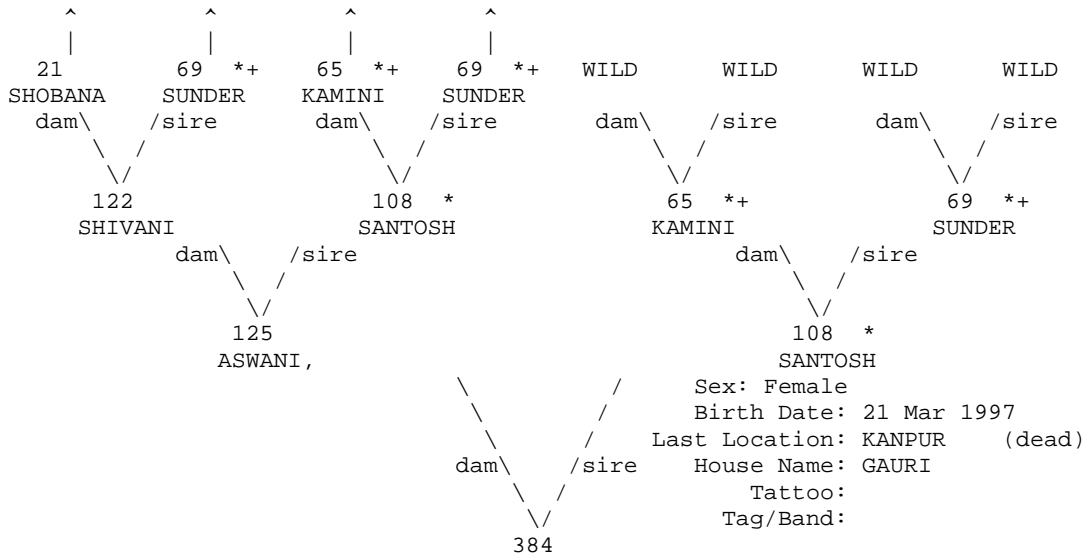 ^ ^ ^ ^
| | | |
21 69 *+ 65 *+ 69 *+ WILD WILD WILD WILD
SHOBANA SUNDER KAMINI SUNDER
dam\ /sire dam\ /sire dam\ /sire dam\ /sire
\ / \ / \ / \ /
\/ \/ \/ \/
122 108 * 65 *+ 69 *+
SHIVANI SANTOSH KAMINI SUNDER
dam\ /sire dam\ /sire
\ / \ /
\/ \/
125 108 *
ASWANI, SANTOSH
\ / Sex: Female
\ / Birth Date: 21 Mar 1997
\ / Last Location: KANPUR (dead)
dam\ /sire House Name: GAURI
\ / Tattoo:
\/ Tag/Band:
384